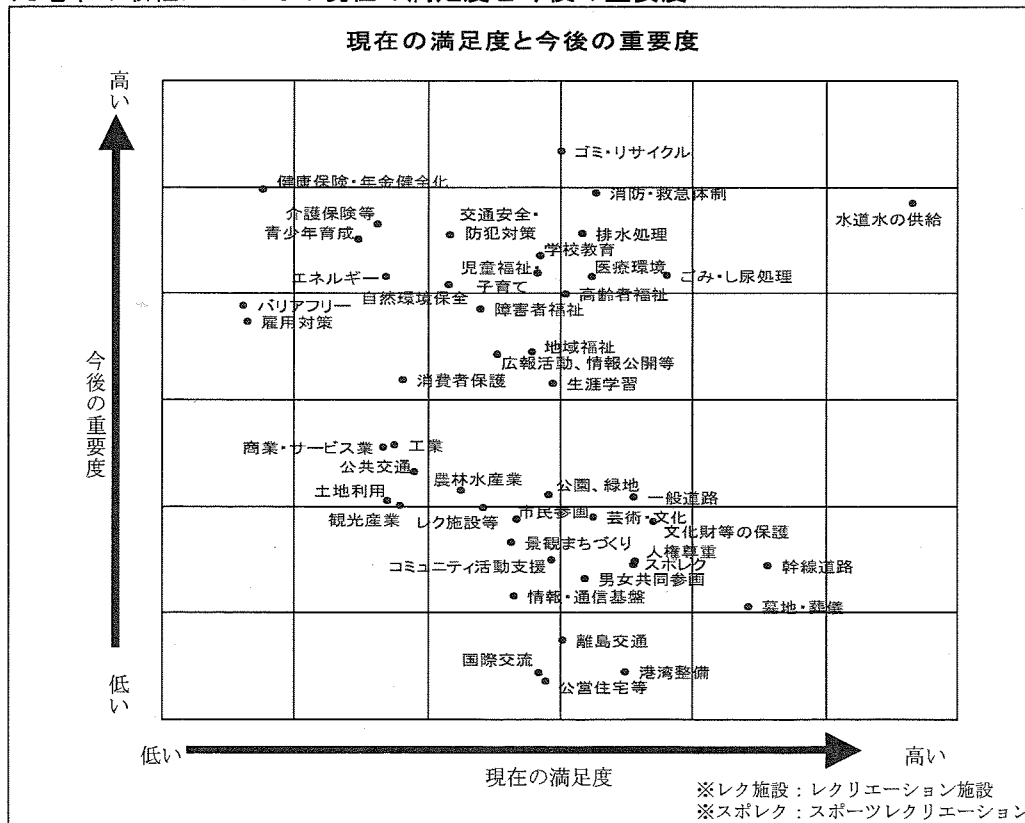 現在の満足度と今後の重要度
高い
ゴミ・リサイクル
健康保険・年金健全化
消防・救急体制
水道水の供給
介護保険等
交通安全・
防犯対策
青少年育成
排水処理
学校教育
児童福祉・
子育て
医療環境
ごみ・し尿処理
エネルギー
自然環境保全
高齢者福祉
バリアフリー
障害者福祉
雇用対策
地域福祉
広報活動、情報公開等
消費者保護
生涯学習
今後の重要度
商業・サービス業
工業
公共交通
農林水産業
土地利用
公園、緑地
一般道路
観光産業
レク施設等
市民参画
芸術・文化
文化財等の保護
景観まちづくり
人権尊重
コミュニティ活動支援
スポレク
幹線道路
男女共同参画
情報・通信基盤
墓地・葬儀
離島交通
国際交流
港湾整備
公営住宅等
低い
低い
高い
現在の満足度
※レク施設：レクリエーション施設
※スポレク：スポーツレクリエーション